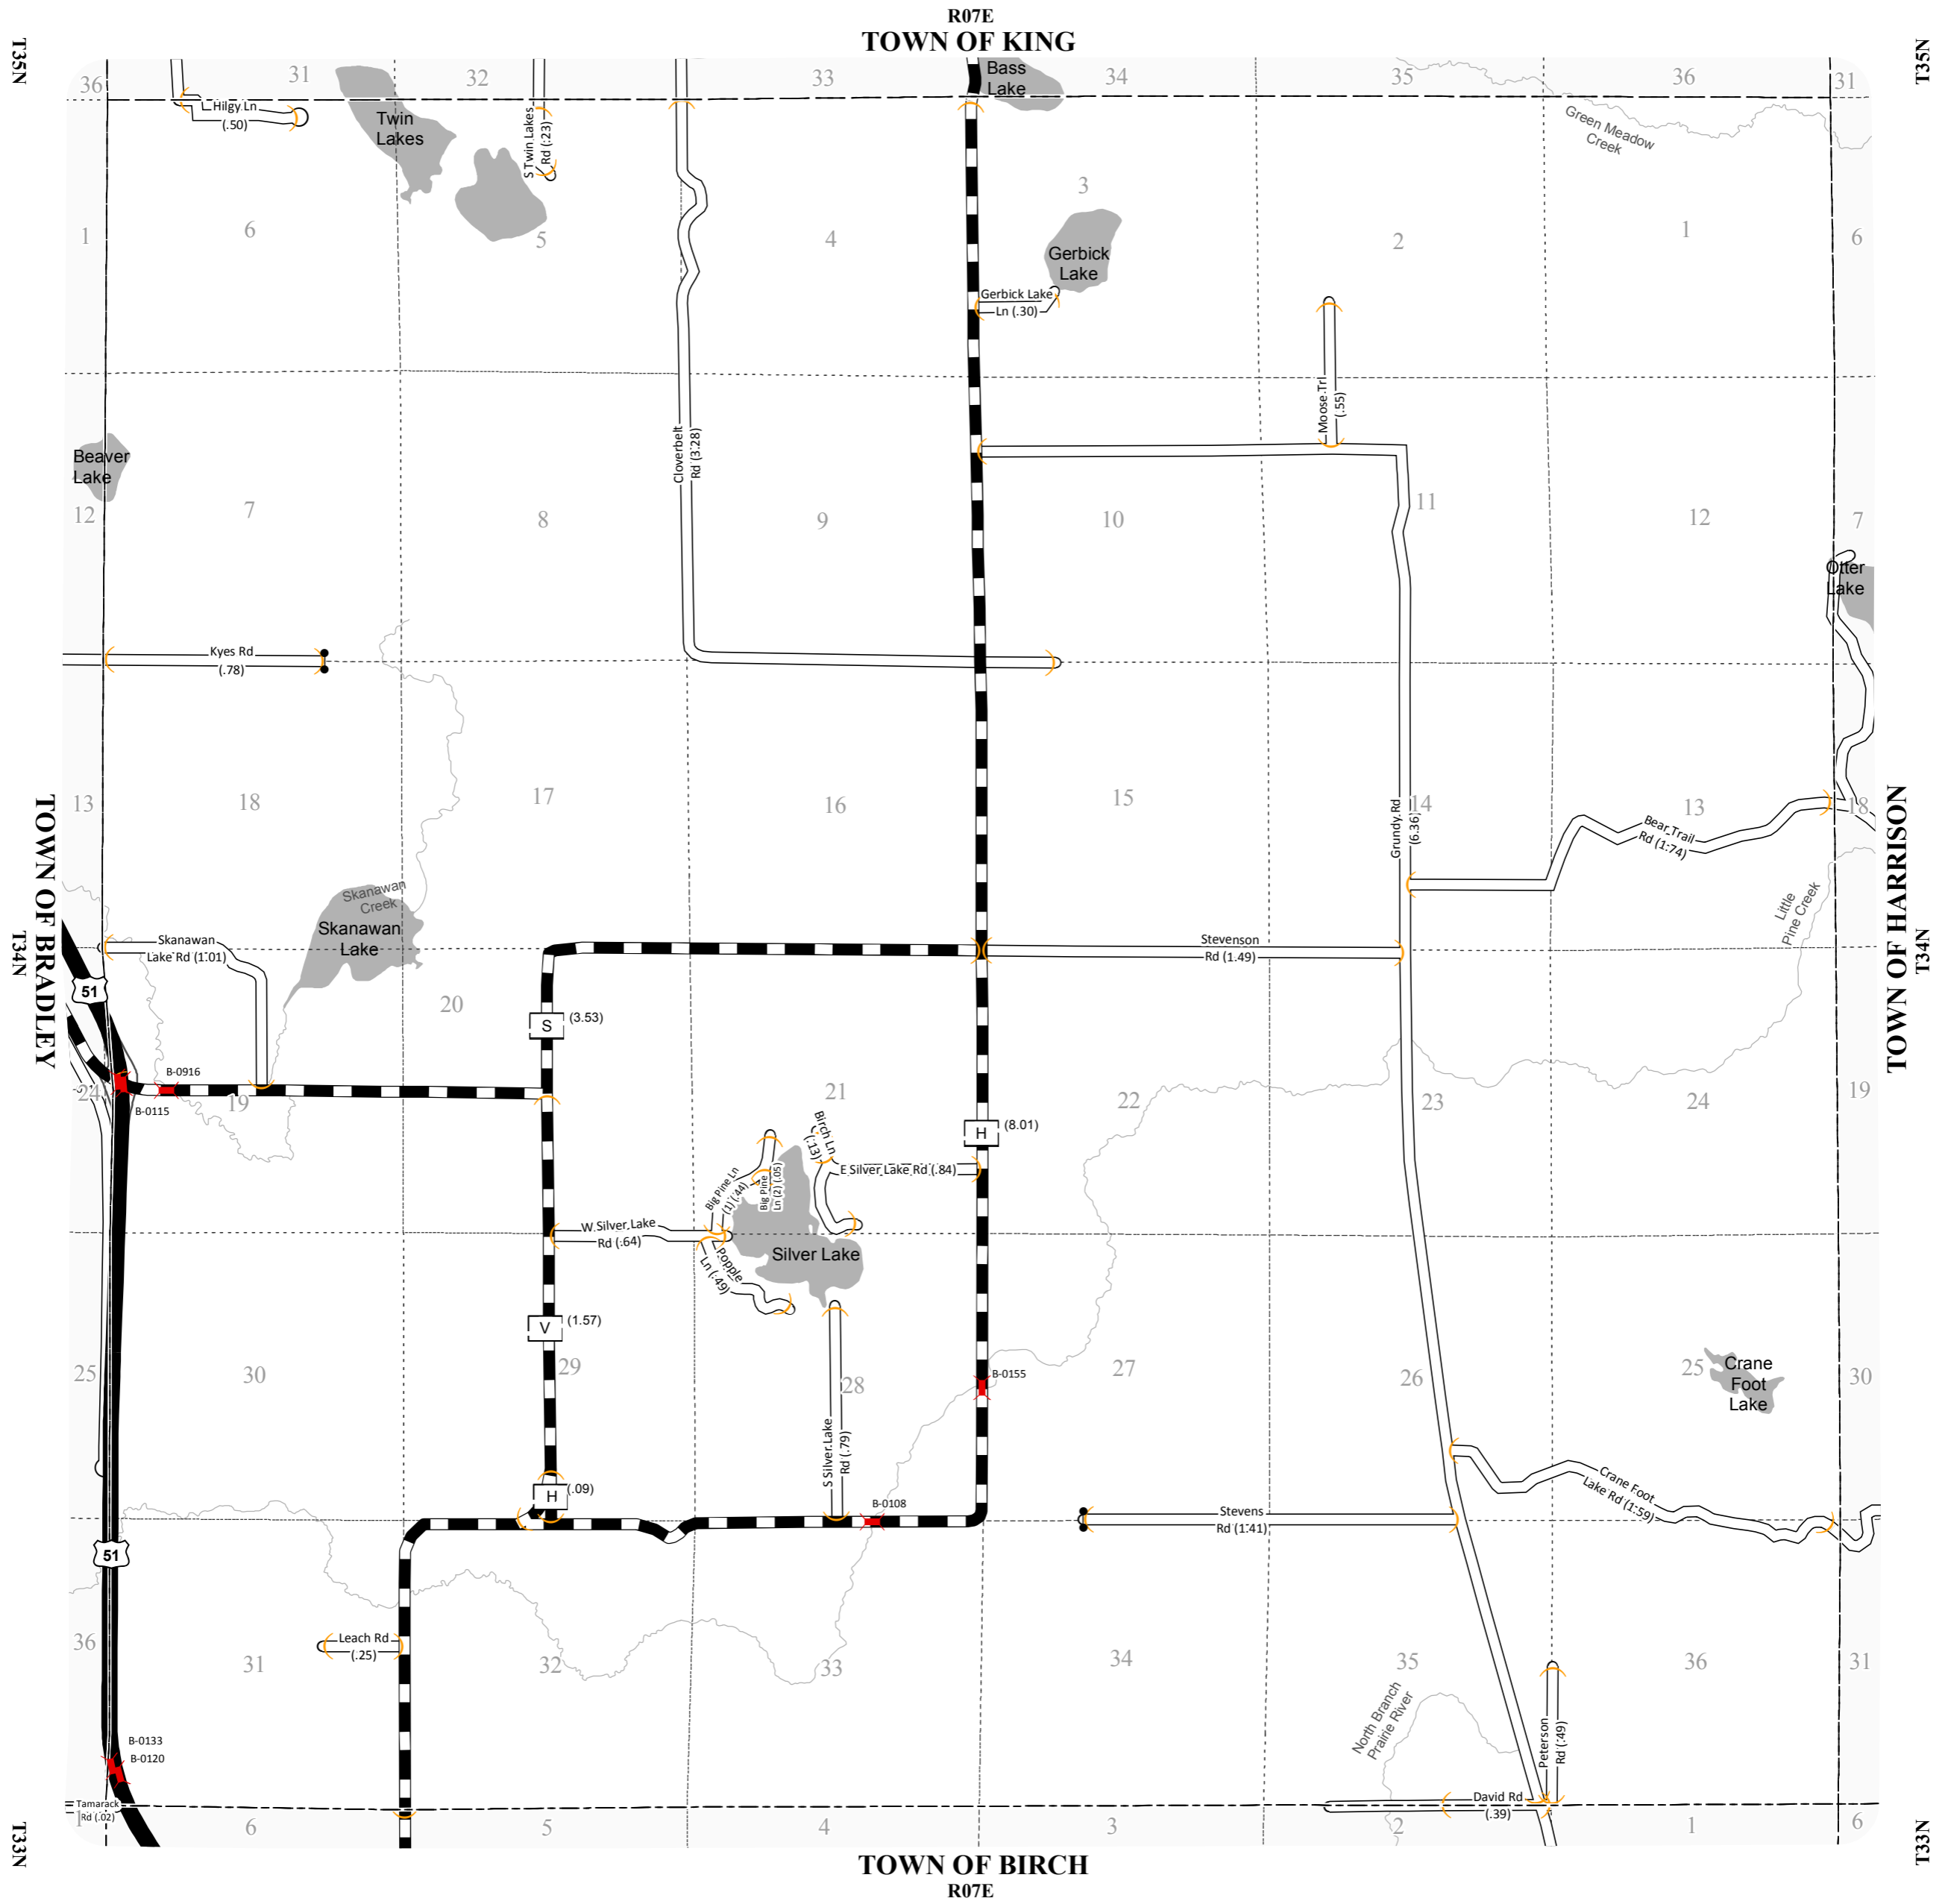 R07E
TOWN OF KING
T35N
T35N
36
31
32
33
34
35
36
31
Bass
Lake
Hilgy Ln
(.50)
Twin
Lakes
S Twin Lakes
Rd (.23)
Green Meadow
Creek
1
6
5
4
3
2
1
6
Gerbick
Lake
Gerbick Lake
Ln (.30)
Moose Trl
(.55)
Cloverbelt
Rd (3.28)
Beaver
Lake
12
7
8
9
10
11
12
7
Otter
Lake
Kyes Rd
(.78)
13
18
17
16
15
14
13
18
Grundy Rd
(6.36)
Bear Trail
Rd (1.74)
Little
Pine Creek
TOWN OF BRADLEY
T34N
TOWN OF HARRISON
T34N
Skanawan
Creek
Skanawan
Lake
Skanawan
Lake Rd (1.01)
Stevenson
Rd (1.49)
51
20
S
(3.53)
B-0916
B-0115
24
19
21
22
23
24
19
H
(8.01)
Birch Ln
(.13)
E Silver Lake Rd (.84)
Big Pine Ln
(1) (.44)
Big Pine
Ln (2) (.05)
W Silver Lake
Rd (.64)
Popple
Ln (.49)
Silver Lake
V
(1.57)
25
30
29
28
27
26
25
30
B-0155
Crane
Foot
Lake
S Silver Lake
Rd (.79)
H
(.09)
B-0108
Stevens
Rd (1.41)
Crane Foot
Lake Rd (1.59)
51
36
31
32
33
34
35
36
31
Leach Rd
(.25)
North Branch
Prairie River
Peterson
Rd (.49)
B-0133
B-0120
Tamarack
Rd (.02)
David Rd
(.39)
1
6
5
4
3
2
1
6
T33N
T33N
TOWN OF BIRCH
R07E